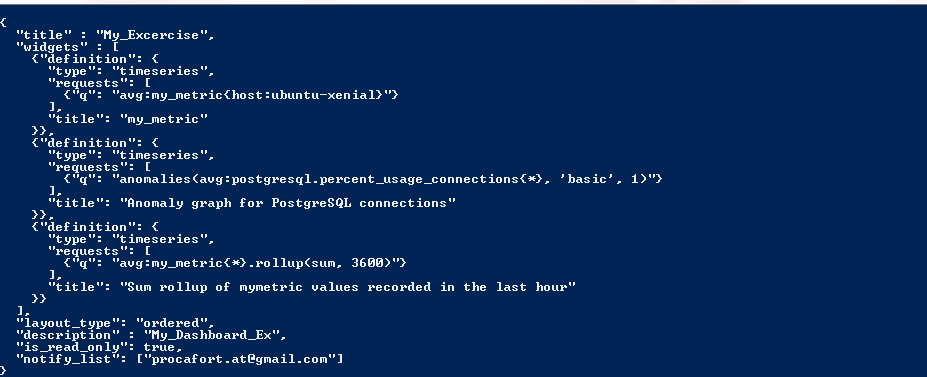 {
  "title" : "My_Excercise",
  "widgets" : [
    {"definition": {
      "type": "timeseries",
      "requests": [
        {"q": "avg:my_metric{host:ubuntu-xenial}"}
      ],
      "title": "my_metric"
    }},
    {"definition": {
      "type": "timeseries",
      "requests": [
        {"q": "anomalies(avg:postgresql.percent_usage_connections{*}, 'basic', 1)"}
      ],
      "title": "Anomaly graph for PostgreSQL connections"
    }},
    {"definition": {
      "type": "timeseries",
      "requests": [
        {"q": "avg:my_metric{*}.rollup(sum, 3600)"}
      ],
      "title": "Sum rollup of mymetric values recorded in the last hour"
    }}
  ],
  "layout_type": "ordered",
  "description" : "My_Dashboard_Ex",
  "is_read_only": true,
  "notify_list": ["procafort.at@gmail.com"]
}